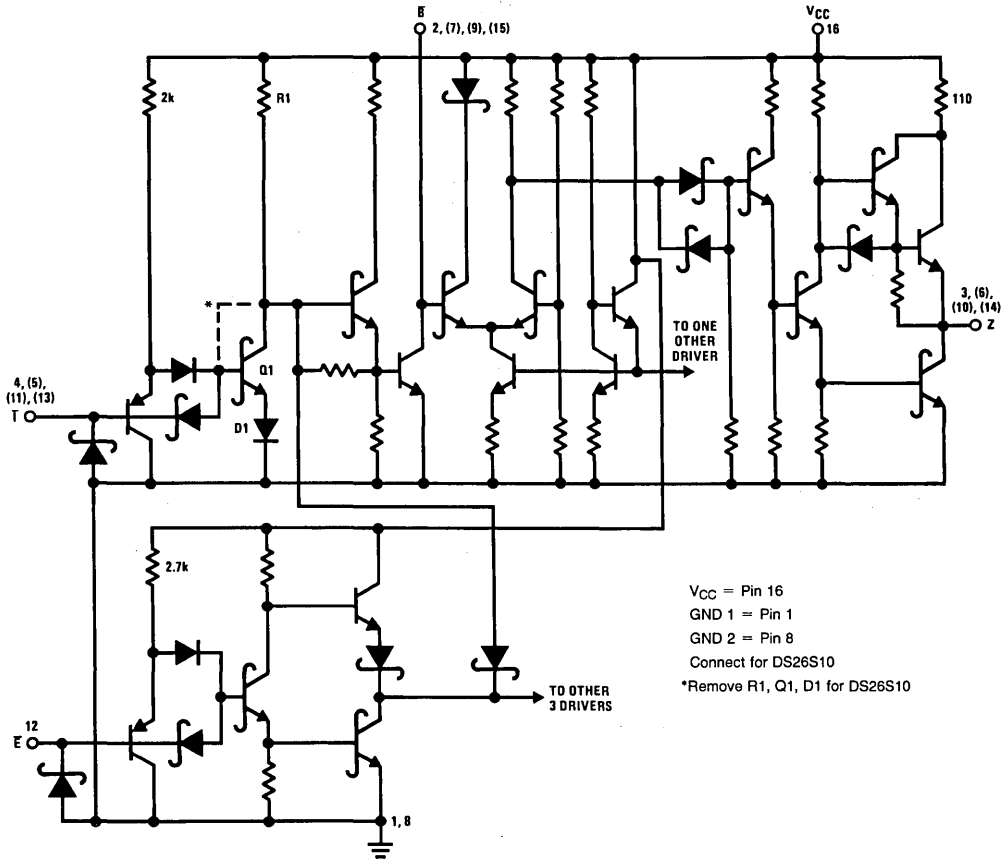 B̅
2, (7), (9), (15)
VCC
16
2k
R1
110
*
Q1
D1
4, (5),
(11), (13)
I
TO ONE
OTHER
DRIVER
3, (6),
(10), (14)
Z
2.7k
12
E̅
TO OTHER
3 DRIVERS
1, 8
VCC = Pin 16
GND 1 = Pin 1
GND 2 = Pin 8
Connect for DS26S10
*Remove R1, Q1, D1 for DS26S10